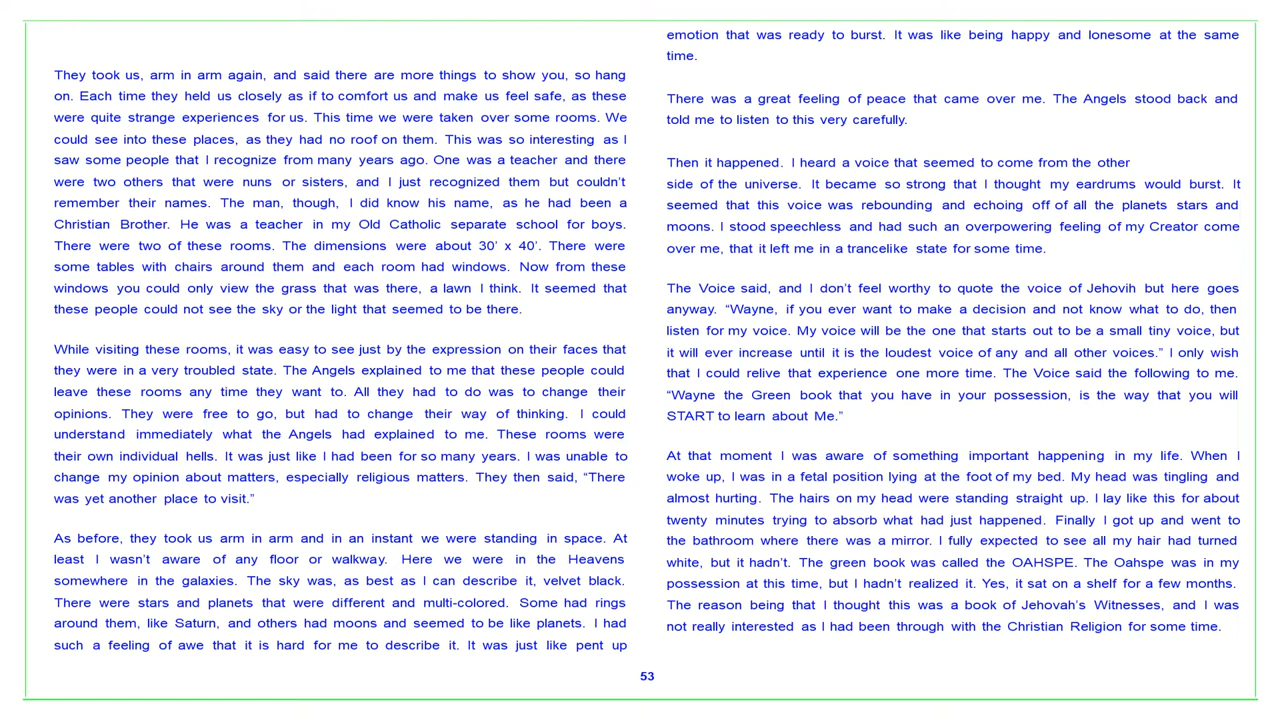 They took us, arm in arm again, and said there are more things to show you, so hang
on. Each time they held us closely as if to comfort us and make us feel safe, as these
were quite strange experiences for us. This time we were taken over some rooms. We
could see into these places, as they had no roof on them. This was so interesting as I
saw some people that I recognize from many years ago. One was a teacher and there
were two others that were nuns or sisters, and I just recognized them but couldn't
remember their names. The man, though, I did know his name, as he had been a
Christian Brother. He was a teacher in my Old Catholic separate school for boys.
There were two of these rooms. The dimensions were about 30' x 40'. There were
some tables with chairs around them and each room had windows. Now from these
windows you could only view the grass that was there, a lawn I think. It seemed that
these people could not see the sky or the light that seemed to be there.
While visiting these rooms, it was easy to see just by the expression on their faces that
they were in a very troubled state. The Angels explained to me that these people could
leave these rooms any time they want to. All they had to do was to change their
opinions. They were free to go, but had to change their way of thinking. I could
understand immediately what the Angels had explained to me. These rooms were
their own individual hells. It was just like I had been for so many years. I was unable to
change my opinion about matters, especially religious matters. They then said, "There
was yet another place to visit."
As before, they took us arm in arm and in an instant we were standing in space. At
least I wasn't aware of any floor or walkway. Here we were in the Heavens
somewhere in the galaxies. The sky was, as best as I can describe it, velvet black.
There were stars and planets that were different and multi-colored. Some had rings
around them, like Saturn, and others had moons and seemed to be like planets. I had
such a feeling of awe that it is hard for me to describe it. It was just like pent up
emotion that was ready to burst. It was like being happy and lonesome at the same
time.
There was a great feeling of peace that came over me. The Angels stood back and
told me to listen to this very carefully.
Then it happened. I heard a voice that seemed to come from the other
side of the universe. It became so strong that I thought my eardrums would burst. It
seemed that this voice was rebounding and echoing off of all the planets stars and
moons. I stood speechless and had such an overpowering feeling of my Creator come
over me, that it left me in a trancelike state for some time.
The Voice said, and I don't feel worthy to quote the voice of Jehovih but here goes
anyway. "Wayne, if you ever want to make a decision and not know what to do, then
listen for my voice. My voice will be the one that starts out to be a small tiny voice, but
it will ever increase until it is the loudest voice of any and all other voices." I only wish
that I could relive that experience one more time. The Voice said the following to me.
"Wayne the Green book that you have in your possession, is the way that you will
START to learn about Me."
At that moment I was aware of something important happening in my life. When I
woke up, I was in a fetal position lying at the foot of my bed. My head was tingling and
almost hurting. The hairs on my head were standing straight up. I lay like this for about
twenty minutes trying to absorb what had just happened. Finally I got up and went to
the bathroom where there was a mirror. I fully expected to see all my hair had turned
white, but it hadn't. The green book was called the OAHSPE. The Oahspe was in my
possession at this time, but I hadn't realized it. Yes, it sat on a shelf for a few months.
The reason being that I thought this was a book of Jehovah's Witnesses, and I was
not really interested as I had been through with the Christian Religion for some time.
53